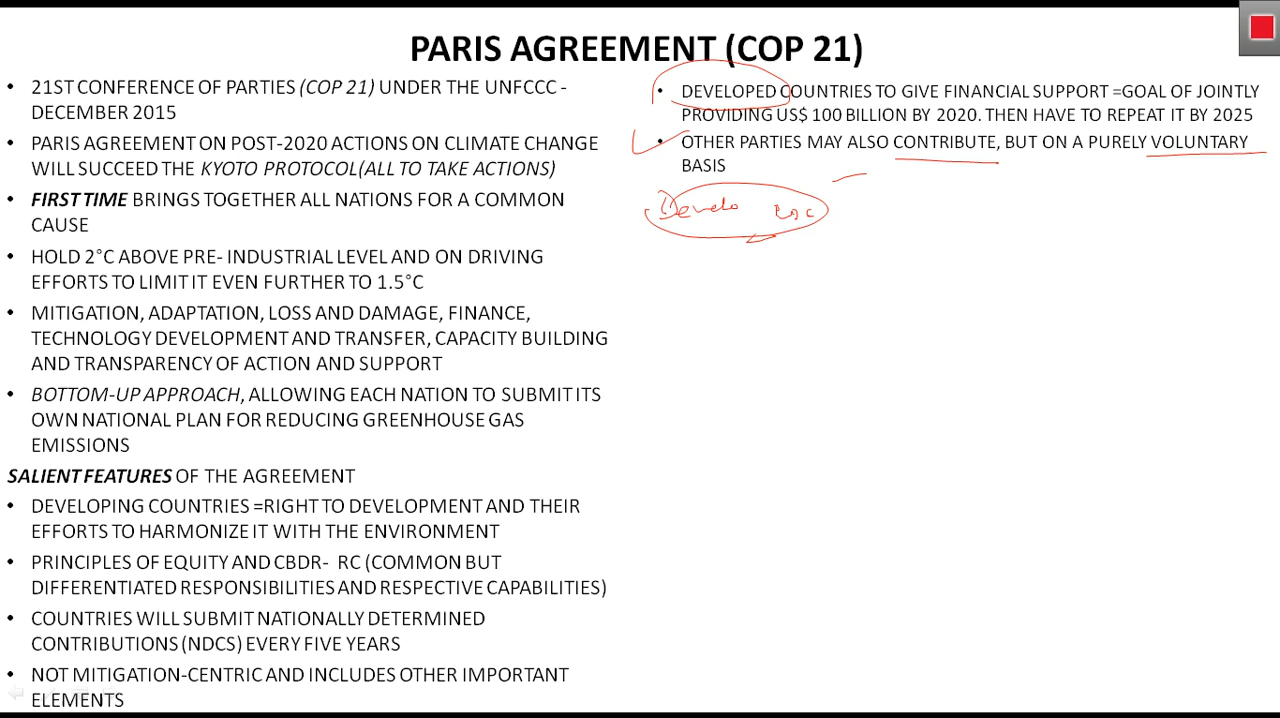 PARIS AGREEMENT (COP 21)
• 21ST CONFERENCE OF PARTIES (COP 21) UNDER THE UNFCCC -
DECEMBER 2015
• PARIS AGREEMENT ON POST-2020 ACTIONS ON CLIMATE CHANGE
WILL SUCCEED THE KYOTO PROTOCOL(ALL TO TAKE ACTIONS)
• FIRST TIME BRINGS TOGETHER ALL NATIONS FOR A COMMON
CAUSE
• HOLD 2°C ABOVE PRE- INDUSTRIAL LEVEL AND ON DRIVING
EFFORTS TO LIMIT IT EVEN FURTHER TO 1.5°C
• MITIGATION, ADAPTATION, LOSS AND DAMAGE, FINANCE,
TECHNOLOGY DEVELOPMENT AND TRANSFER, CAPACITY BUILDING
AND TRANSPARENCY OF ACTION AND SUPPORT
• BOTTOM-UP APPROACH, ALLOWING EACH NATION TO SUBMIT ITS
OWN NATIONAL PLAN FOR REDUCING GREENHOUSE GAS
EMISSIONS
SALIENT FEATURES OF THE AGREEMENT
• DEVELOPING COUNTRIES =RIGHT TO DEVELOPMENT AND THEIR
EFFORTS TO HARMONIZE IT WITH THE ENVIRONMENT
• PRINCIPLES OF EQUITY AND CBDR- RC (COMMON BUT
DIFFERENTIATED RESPONSIBILITIES AND RESPECTIVE CAPABILITIES)
• COUNTRIES WILL SUBMIT NATIONALLY DETERMINED
CONTRIBUTIONS (NDCS) EVERY FIVE YEARS
• NOT MITIGATION-CENTRIC AND INCLUDES OTHER IMPORTANT
ELEMENTS
• DEVELOPED COUNTRIES TO GIVE FINANCIAL SUPPORT =GOAL OF JOINTLY
PROVIDING US$ 100 BILLION BY 2020. THEN HAVE TO REPEAT IT BY 2025
• OTHER PARTIES MAY ALSO CONTRIBUTE, BUT ON A PURELY VOLUNTARY
BASIS
Develo